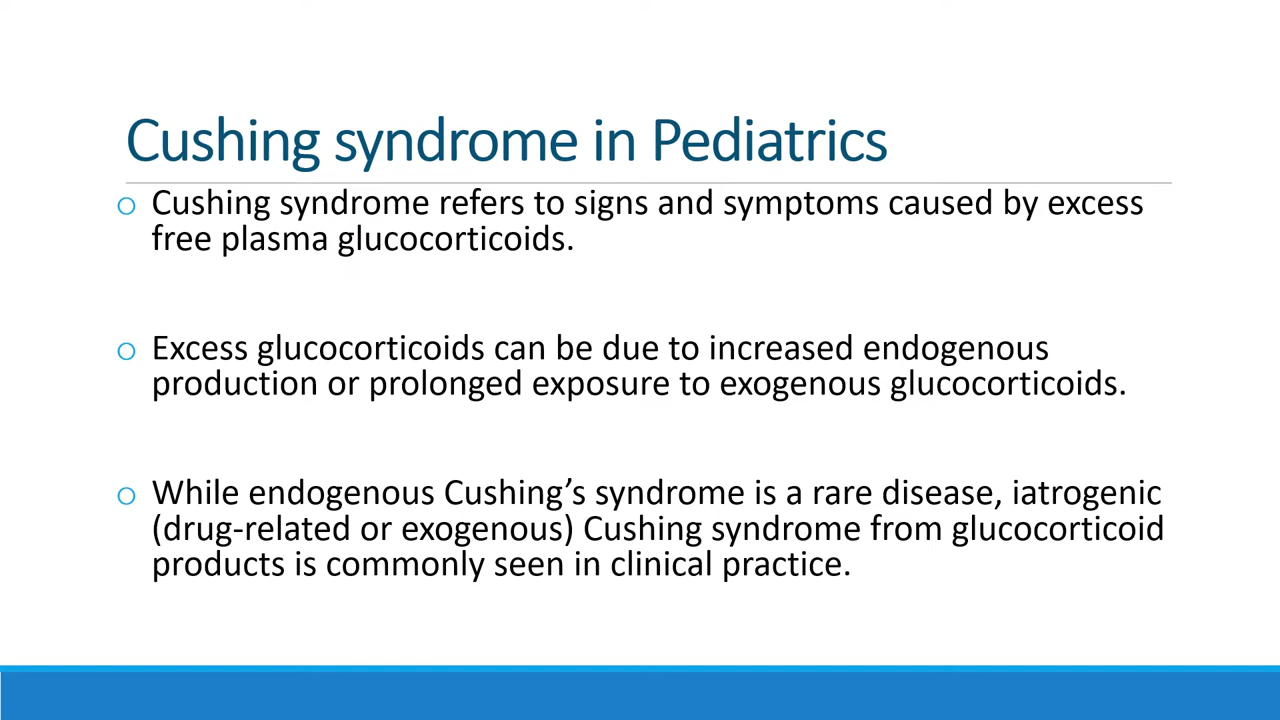 Cushing syndrome in Pediatrics
o Cushing syndrome refers to signs and symptoms caused by excess
free plasma glucocorticoids.
o Excess glucocorticoids can be due to increased endogenous
production or prolonged exposure to exogenous glucocorticoids.
o While endogenous Cushing’s syndrome is a rare disease, iatrogenic
(drug-related or exogenous) Cushing syndrome from glucocorticoid
products is commonly seen in clinical practice.